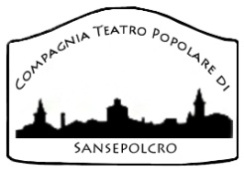 COMPAGNIA TEATRO POPOLARE DI
SANSEPOLCRO